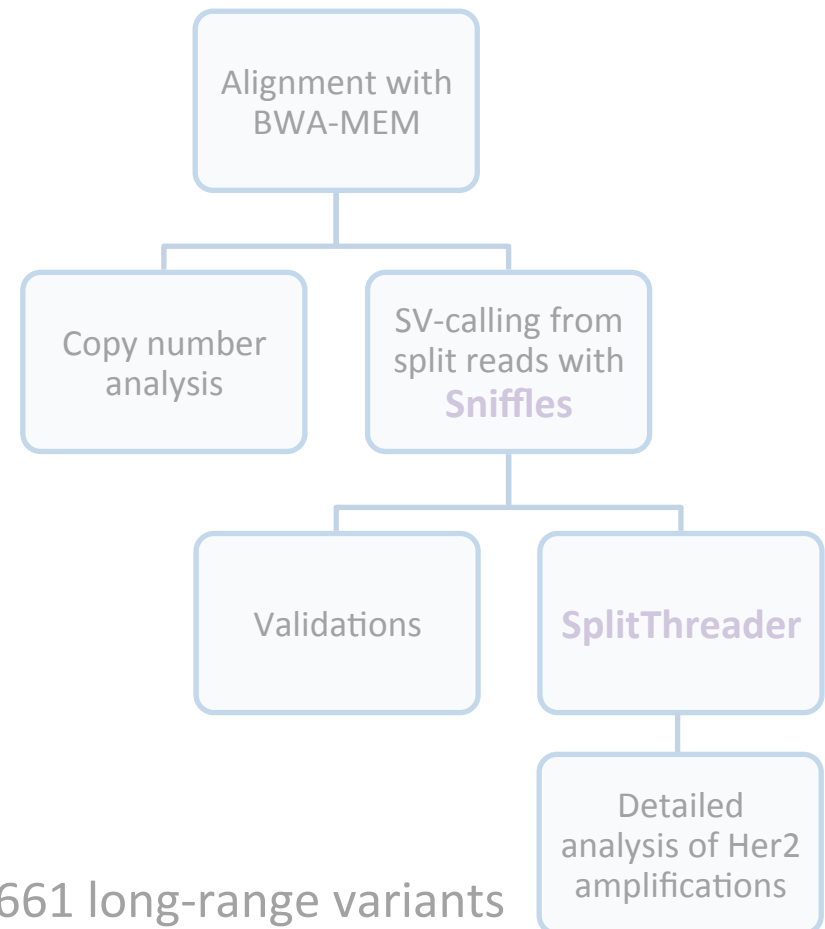 Alignment with
BWA-MEM
Copy number
analysis
SV-calling from
split reads with
Sniffles
Validations
SplitThreader
Detailed
analysis of Her2
amplifications
661 long-range variants